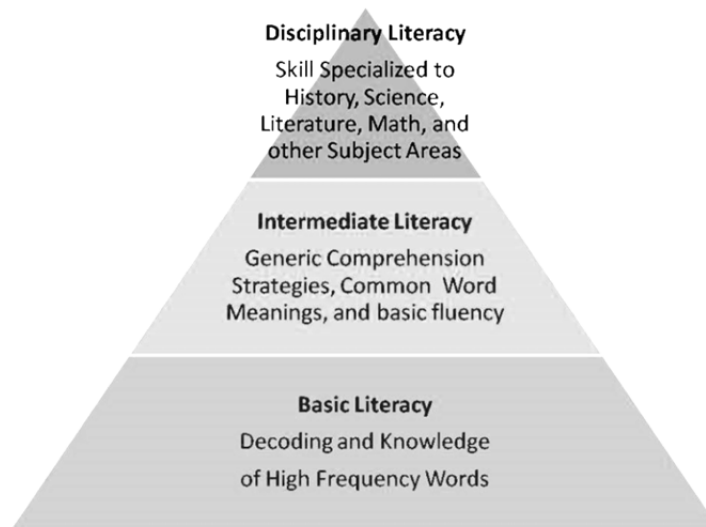 Disciplinary Literacy
Skill Specialized to
History, Science,
Literature, Math, and
other Subject Areas
Intermediate Literacy
Generic Comprehension
Strategies, Common Word
Meanings, and basic fluency
Basic Literacy
Decoding and Knowledge
of High Frequency Words